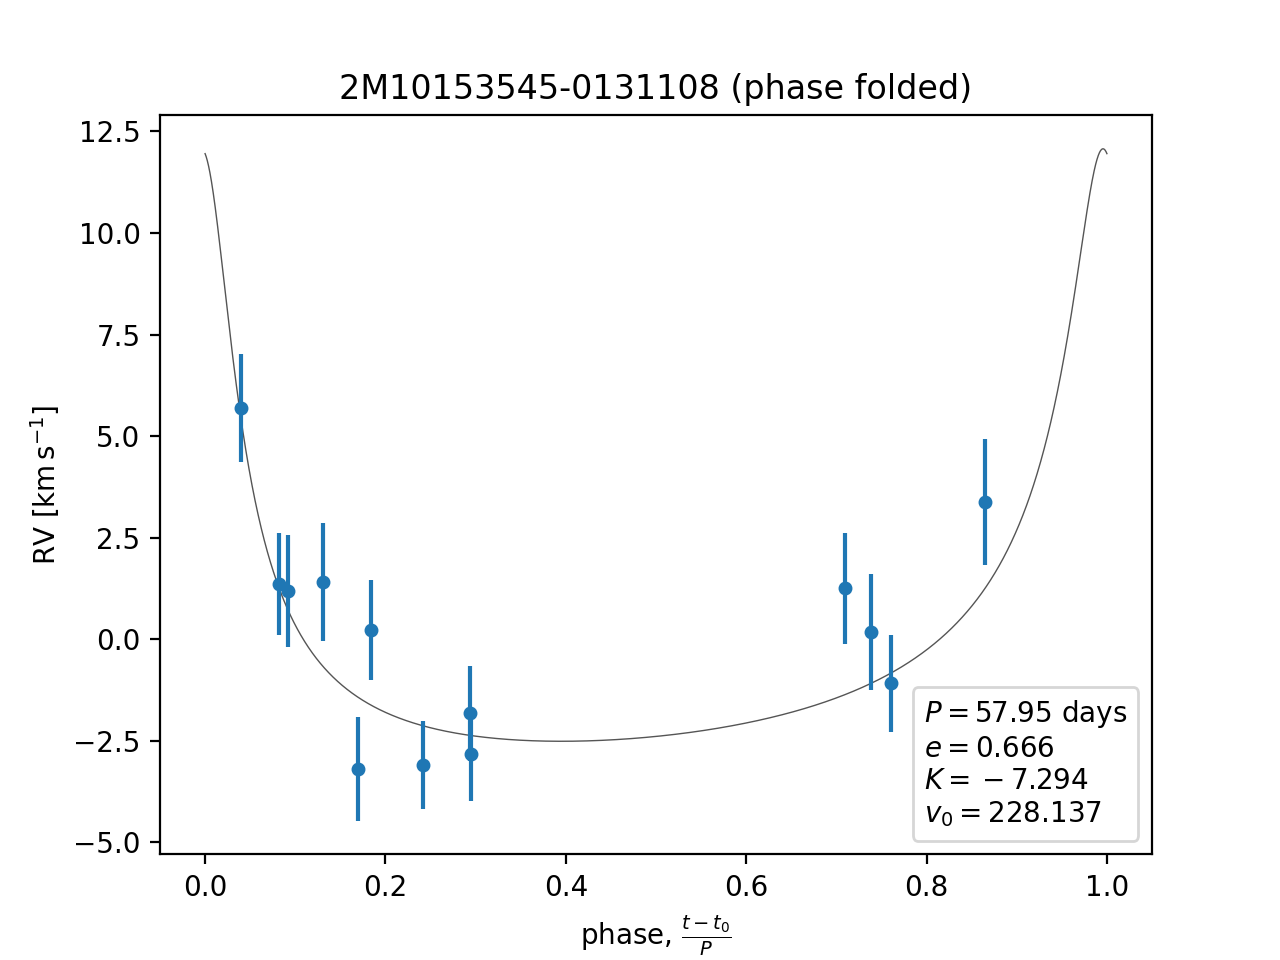 2M10153545-0131108 (phase folded)
12.5
10.0
7.5
5.0
2.5
0.0
−2.5
−5.0
RV [km s⁻¹]
P = 57.95 days
e = 0.666
K = − 7.294
v₀ = 228.137
0.0 0.2 0.4 0.6 0.8 1.0
phase, (t − t₀)/P